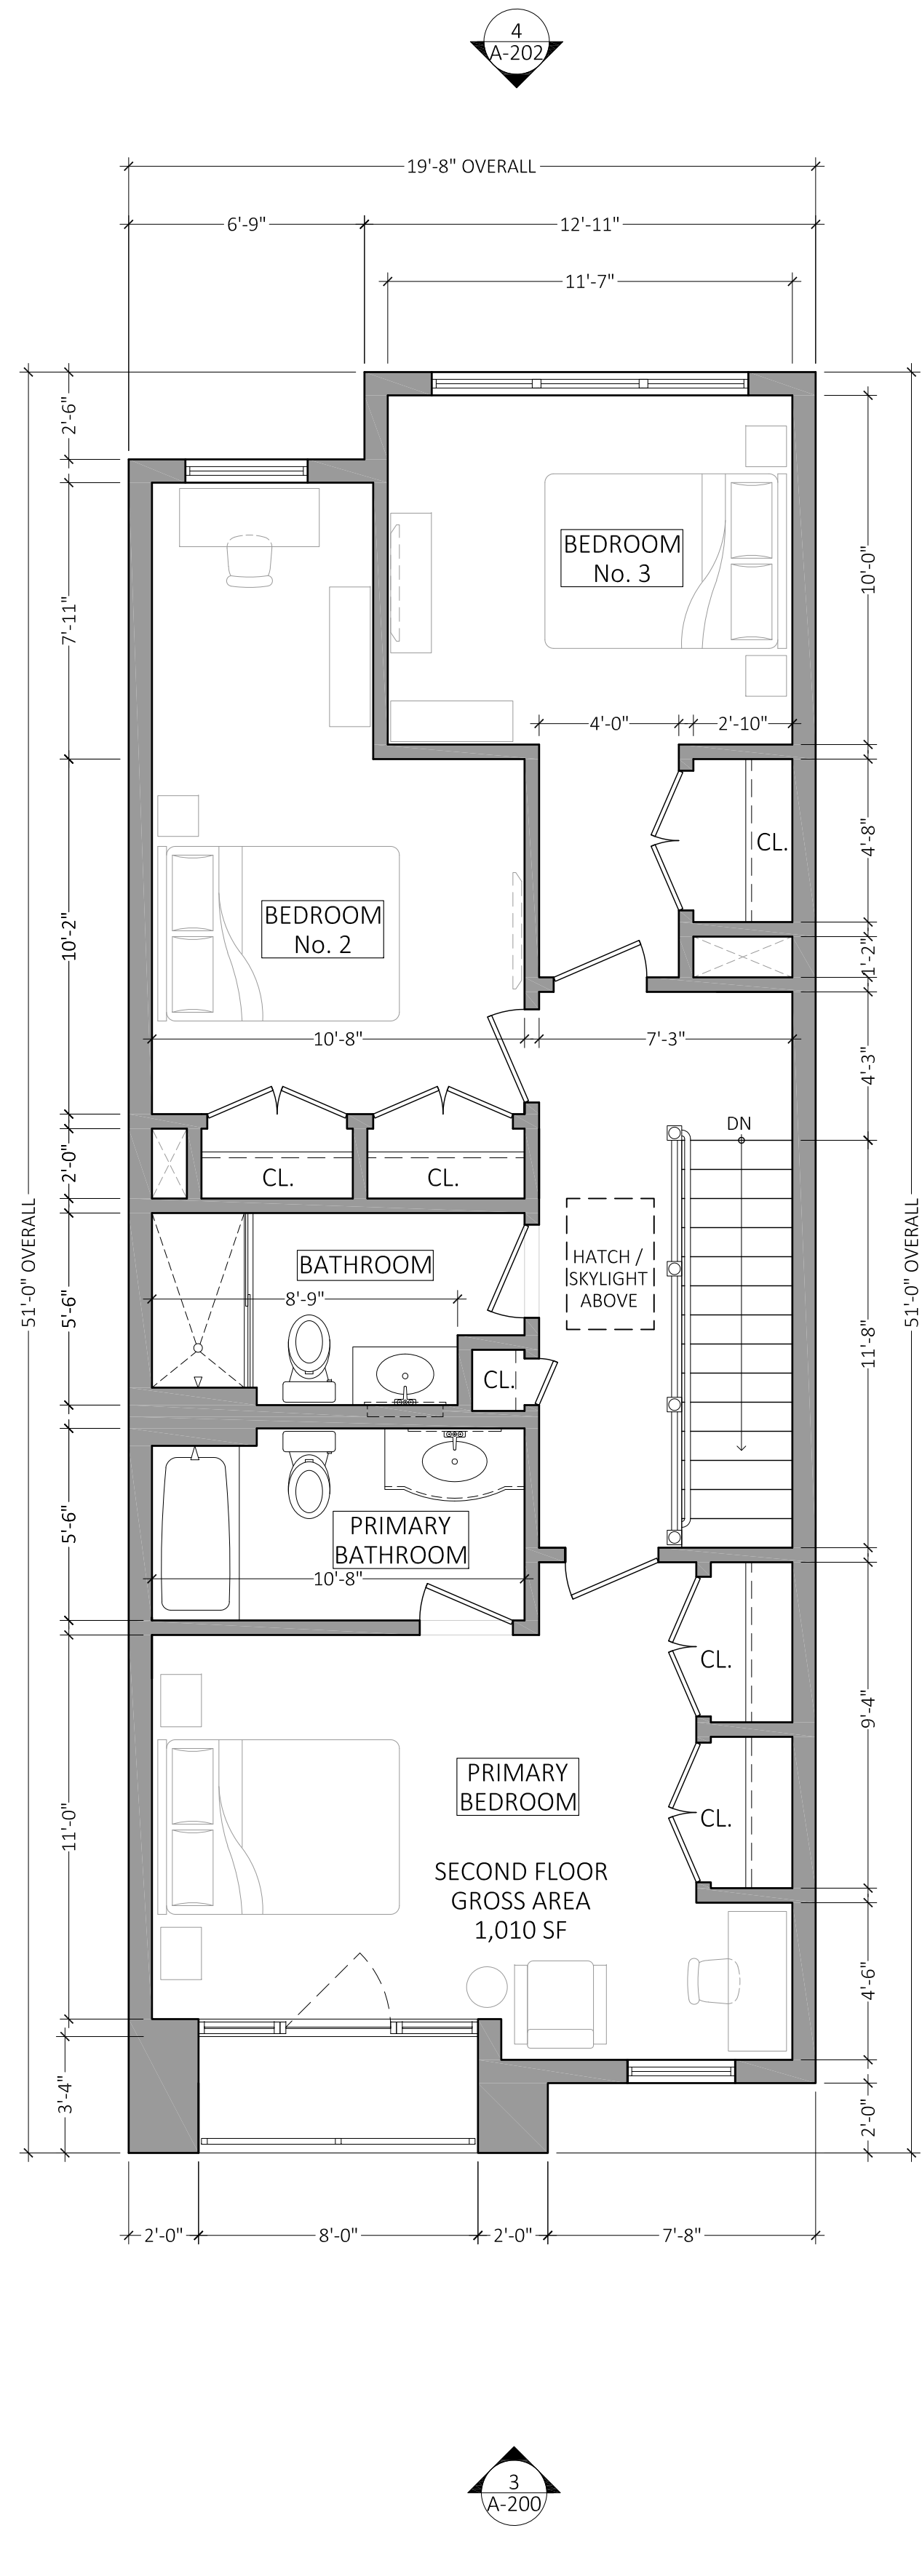 4
A-202
19'-8" OVERALL
6'-9"
12'-11"
11'-7"
2'-6"
7'-11"
10'-2"
2'-0"
5'-6"
5'-6"
11'-0"
3'-4"
51'-0" OVERALL
BEDROOM
No. 3
10'-0"
4'-0"
2'-10"
CL.
4'-8"
1'-2"
4'-3"
11'-8"
9'-4"
4'-6"
2'-0"
51'-0" OVERALL
BEDROOM
No. 2
10'-8"
7'-3"
DN
CL.
CL.
HATCH /
SKYLIGHT
ABOVE
BATHROOM
8'-9"
CL.
PRIMARY
BATHROOM
10'-8"
CL.
PRIMARY
BEDROOM
CL.
SECOND FLOOR
GROSS AREA
1,010 SF
2'-0"
8'-0"
2'-0"
7'-8"
3
A-200